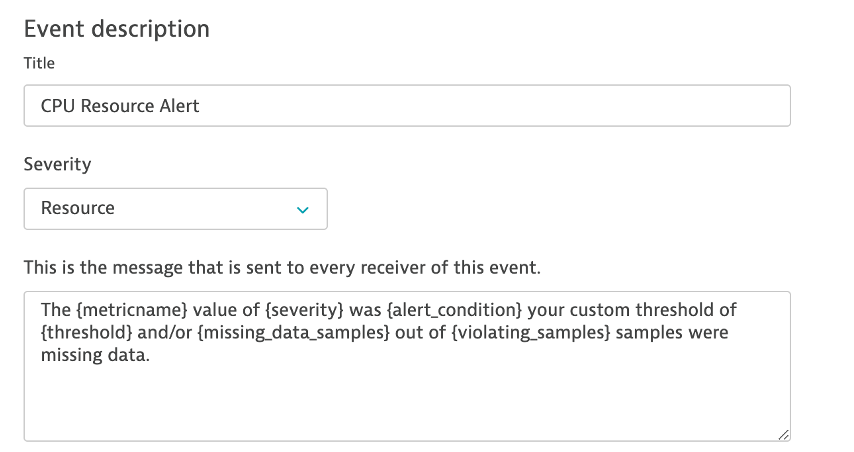 Event description
Title
CPU Resource Alert
Severity
Resource
This is the message that is sent to every receiver of this event.
The {metricname} value of {severity} was {alert_condition} your custom threshold of
{threshold} and/or {missing_data_samples} out of {violating_samples} samples were
missing data.